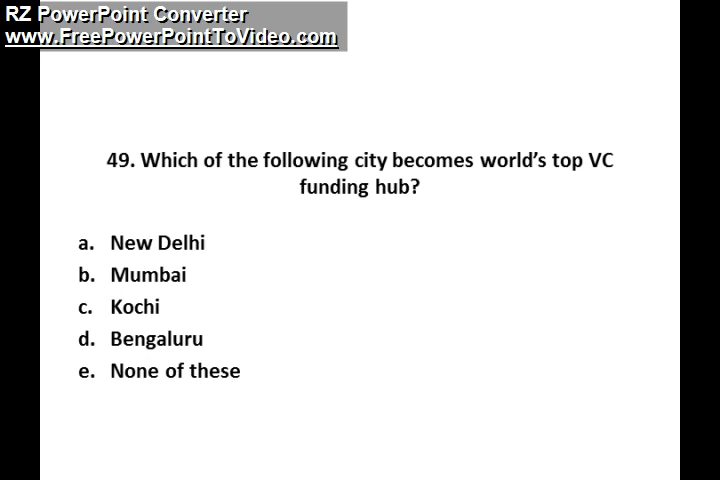 RZ PowerPoint Converter
www.FreePowerPointToVideo.com
49. Which of the following city becomes world's top VC
funding hub?
a. New Delhi
b. Mumbai
c. Kochi
d. Bengaluru
e. None of these